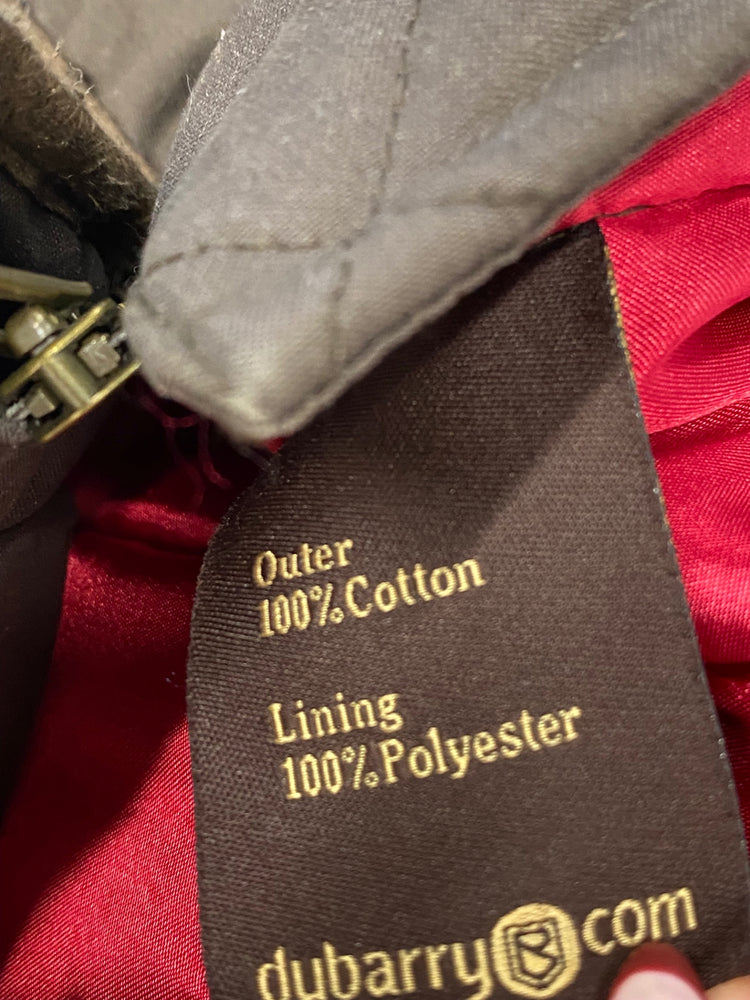 Outer
100% Cotton
Lining
100% Polyester
dubarry B com